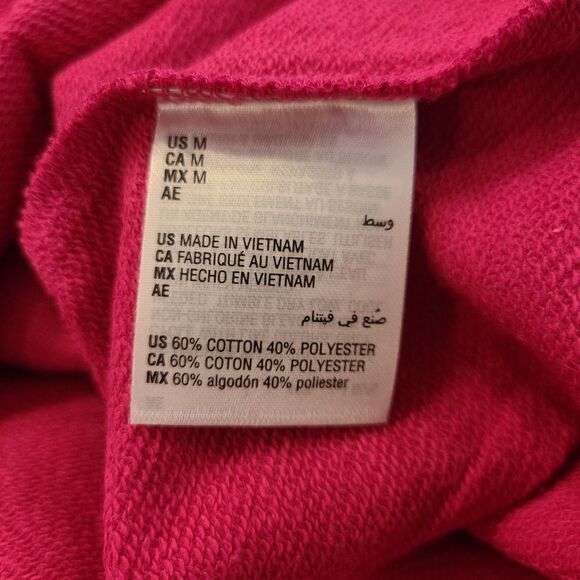 US M
CA M
MX M
AE
وسط
US MADE IN VIETNAM
CA FABRIQUÉ AU VIETNAM
MX HECHO EN VIETNAM
AE
صُنع في فيتنام
US 60% COTTON 40% POLYESTER
CA 60% COTON 40% POLYESTER
MX 60% algodón 40% poliester